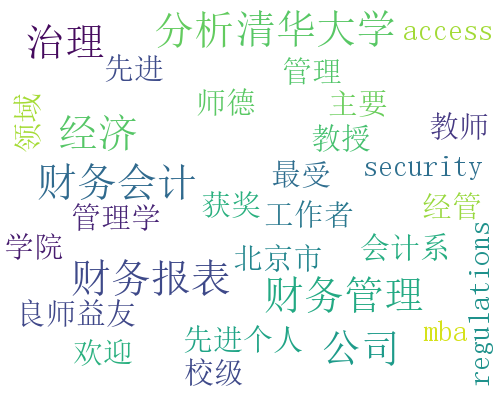 分析清华大学
access
治理
先进
管理
领域
师德
主要
经济
教授
教师
财务会计
最受
security
管理学
获奖
工作者
经管
学院
北京市
会计系
regulations
财务报表
财务管理
良师益友
先进个人
公司
mba
欢迎
校级